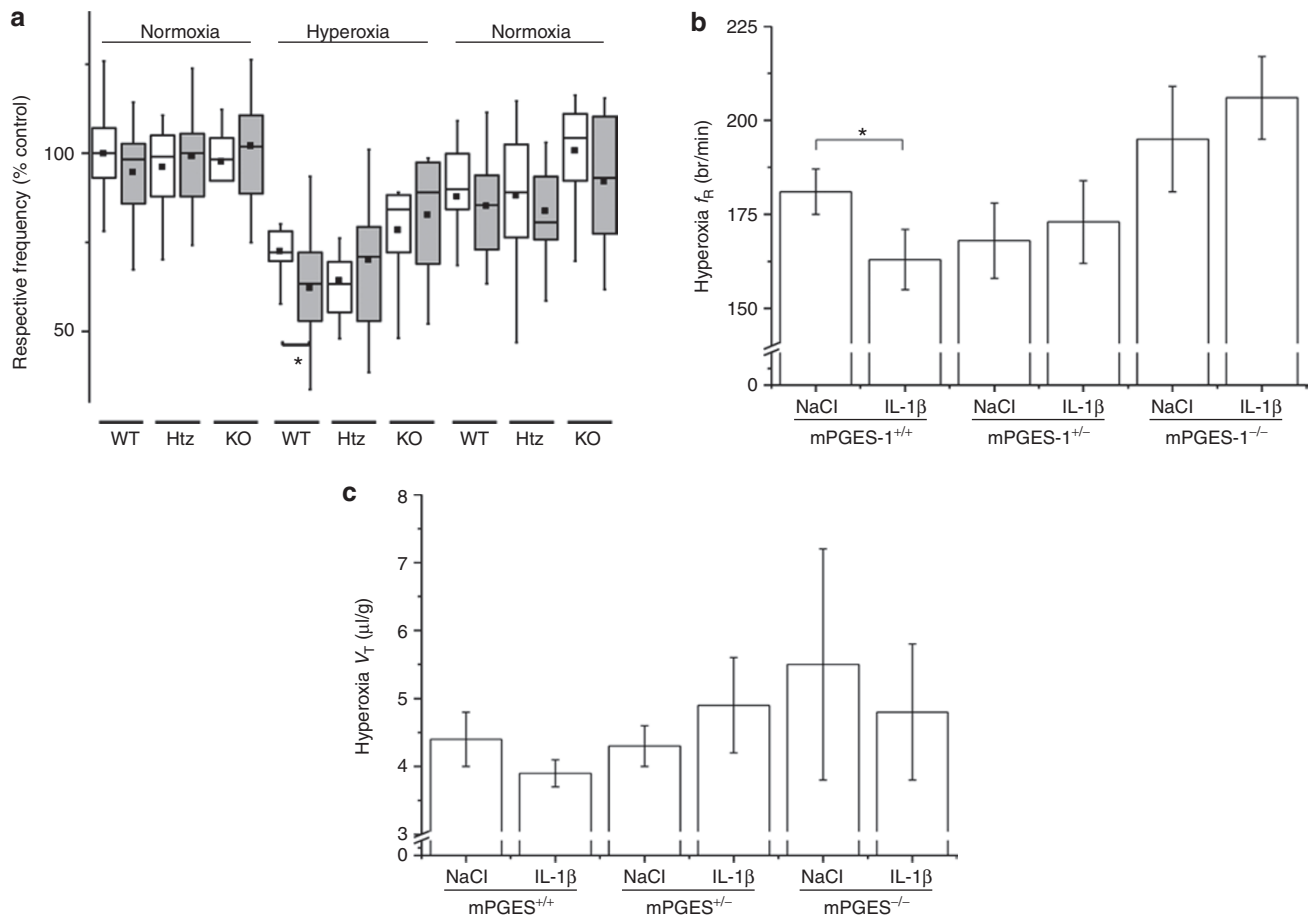 a
Normoxia Hyperoxia Normoxia
Respective frequency (% control)
100
50
*
WT Htz KO WT Htz KO WT Htz KO
b
Hyperoxia fR (br/min)
225
200
175
150
0
*
NaCl IL-1β NaCl IL-1β NaCl IL-1β
mPGES-1+/+ mPGES-1+/– mPGES-1–/–
c
Hyperoxia VT (µl/g)
8
7
6
5
4
3
0
NaCl IL-1β NaCl IL-1β NaCl IL-1β
mPGES+/+ mPGES+/– mPGES–/–